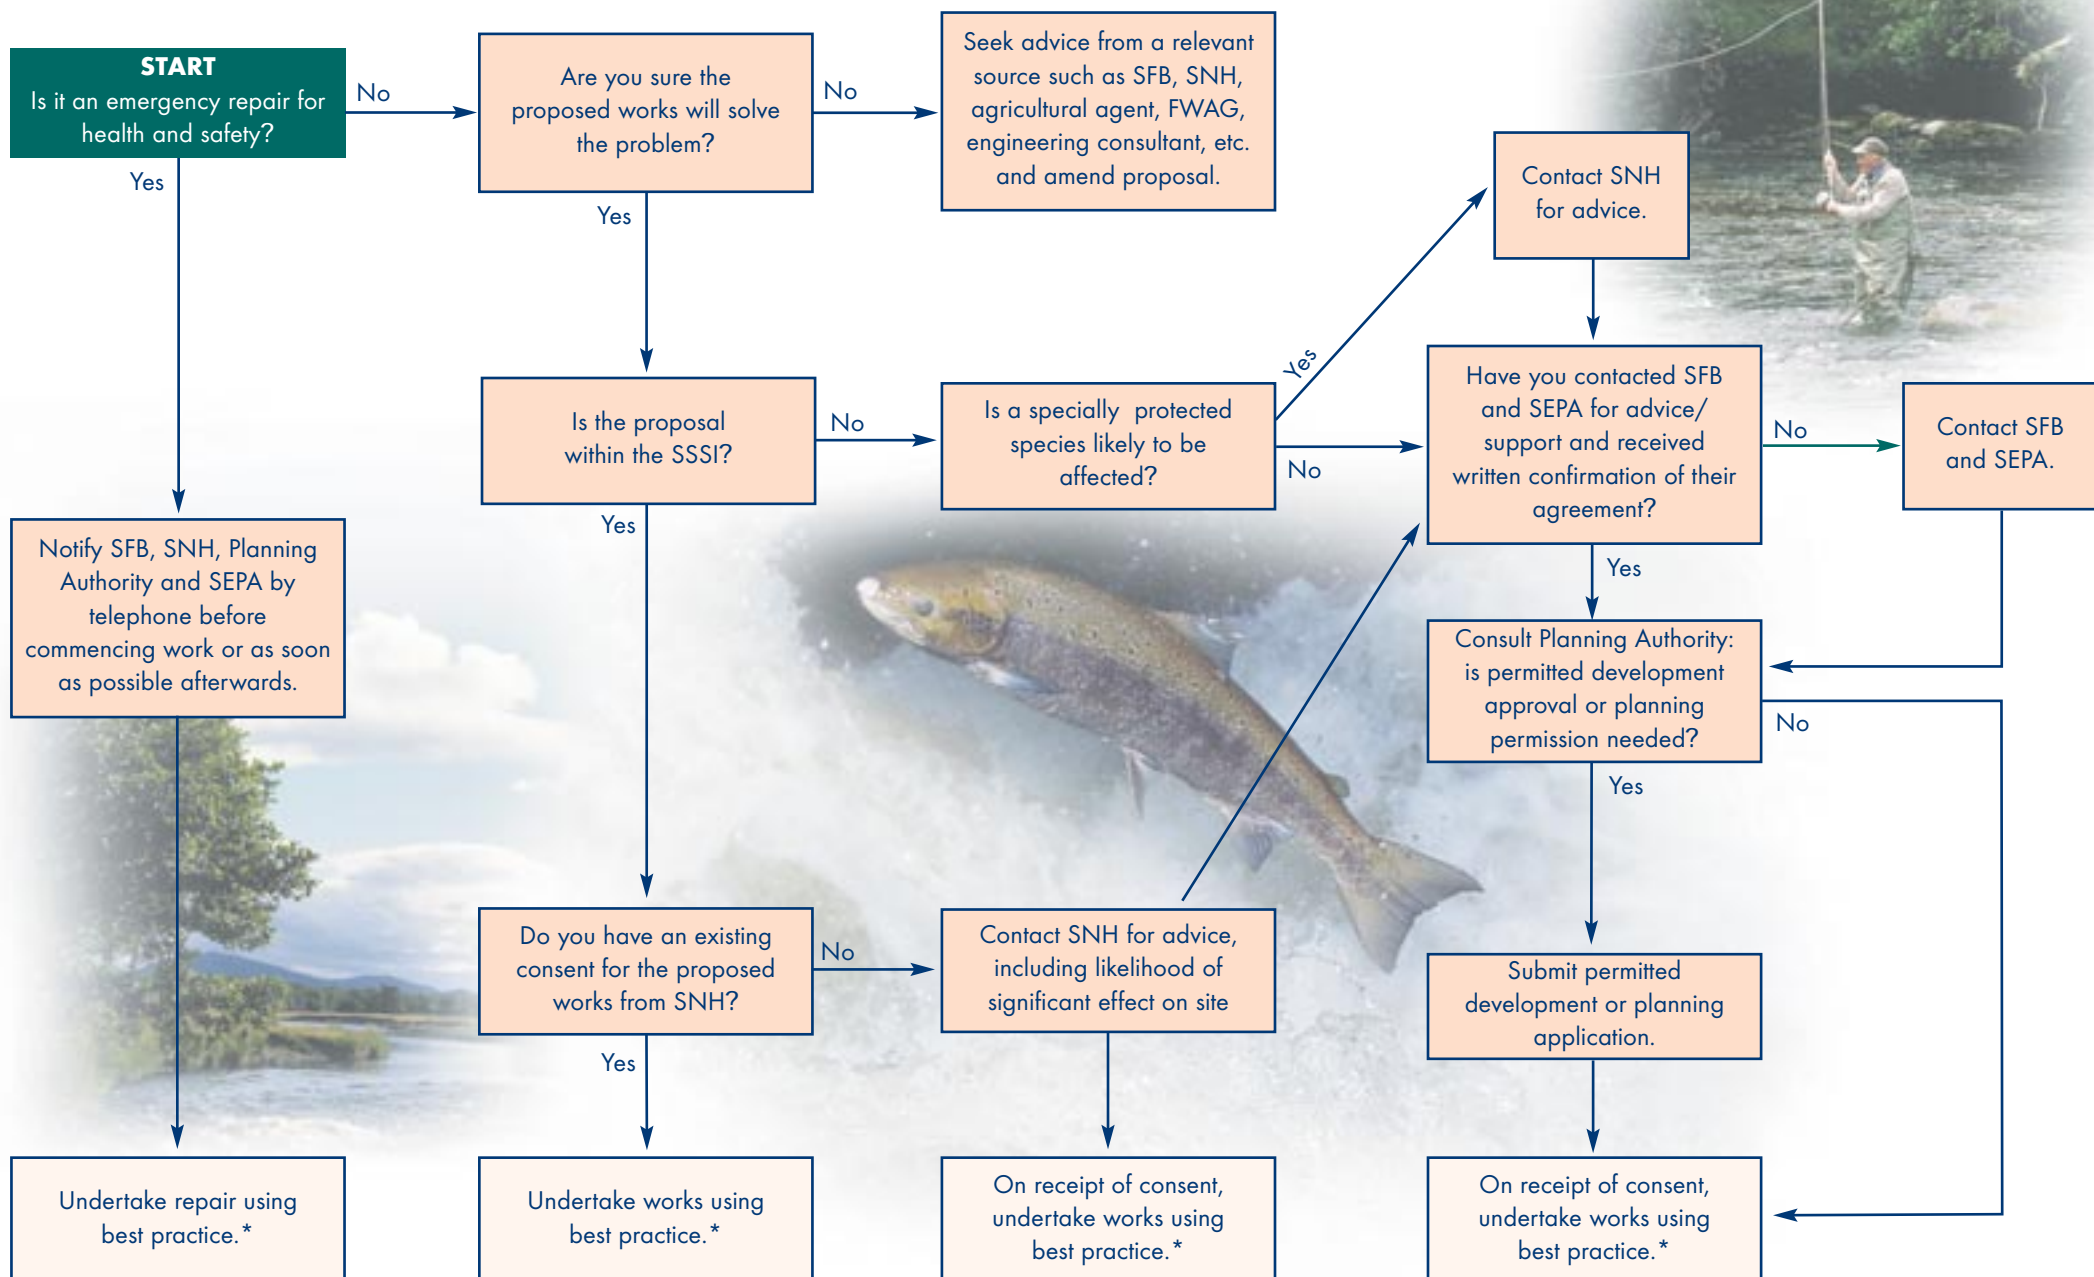 START
Is it an emergency repair for
health and safety?
No
Yes
Are you sure the
proposed works will solve
the problem?
No
Yes
Seek advice from a relevant
source such as SFB, SNH,
agricultural agent, FWAG,
engineering consultant, etc.
and amend proposal.
Contact SNH
for advice.
Is the proposal
within the SSSI?
No
Yes
Is a specially protected
species likely to be
affected?
Yes
No
Have you contacted SFB
and SEPA for advice/
support and received
written confirmation of their
agreement?
No
Yes
Contact SFB
and SEPA.
Notify SFB, SNH, Planning
Authority and SEPA by
telephone before
commencing work or as soon
as possible afterwards.
Consult Planning Authority:
is permitted development
approval or planning
permission needed?
No
Yes
Do you have an existing
consent for the proposed
works from SNH?
No
Yes
Contact SNH for advice,
including likelihood of
significant effect on site
Submit permitted
development or planning
application.
Undertake repair using
best practice.*
Undertake works using
best practice.*
On receipt of consent,
undertake works using
best practice.*
On receipt of consent,
undertake works using
best practice.*